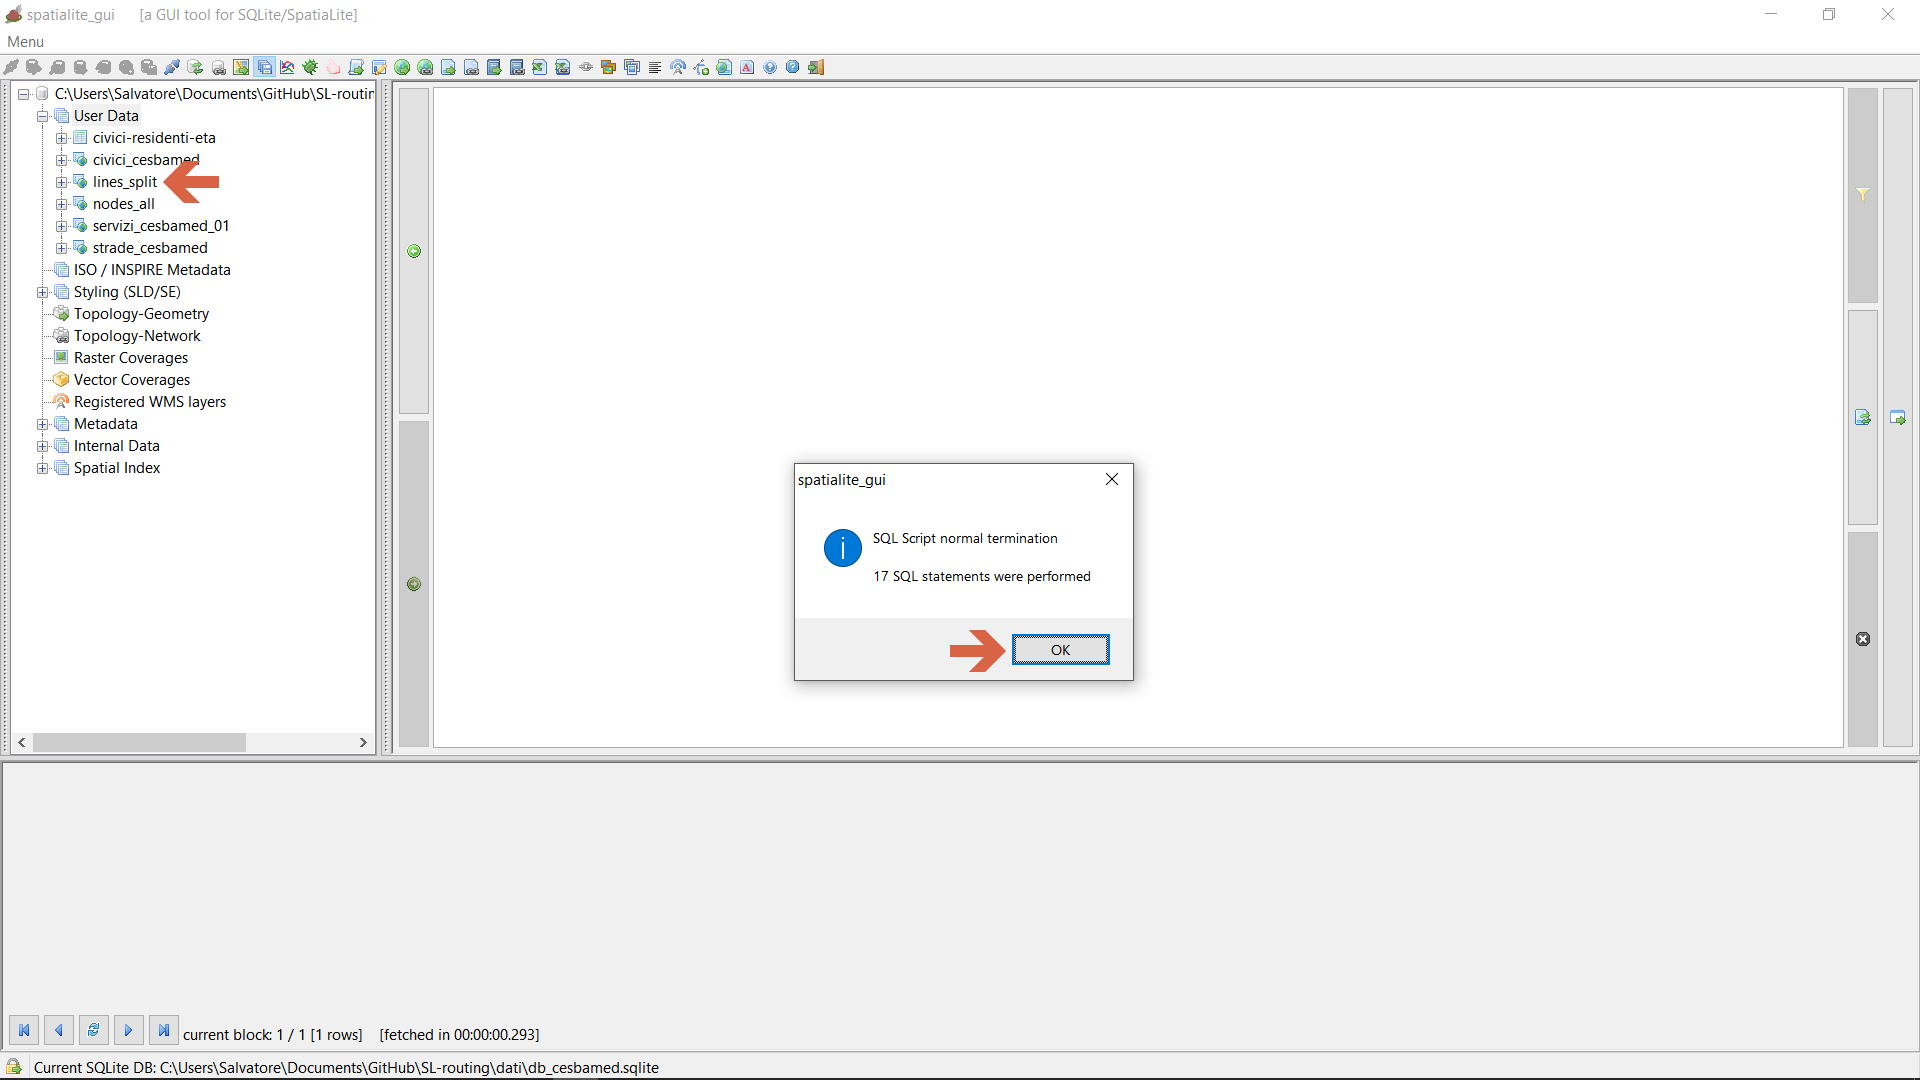 spatialite_gui [a GUI tool for SQLite/SpatiaLite]
Menu
C:\Users\Salvatore\Documents\GitHub\SL-routin
User Data
civici-residenti-eta
civici_cesbamed
lines_split
nodes_all
servizi_cesbamed_01
strade_cesbamed
ISO / INSPIRE Metadata
Styling (SLD/SE)
Topology-Geometry
Topology-Network
Raster Coverages
Vector Coverages
Registered WMS layers
Metadata
Internal Data
Spatial Index
spatialite_gui
SQL Script normal termination
17 SQL statements were performed
OK
current block: 1 / 1 [1 rows] [fetched in 00:00:00.293]
Current SQLite DB: C:\Users\Salvatore\Documents\GitHub\SL-routing\dati\db_cesbamed.sqlite